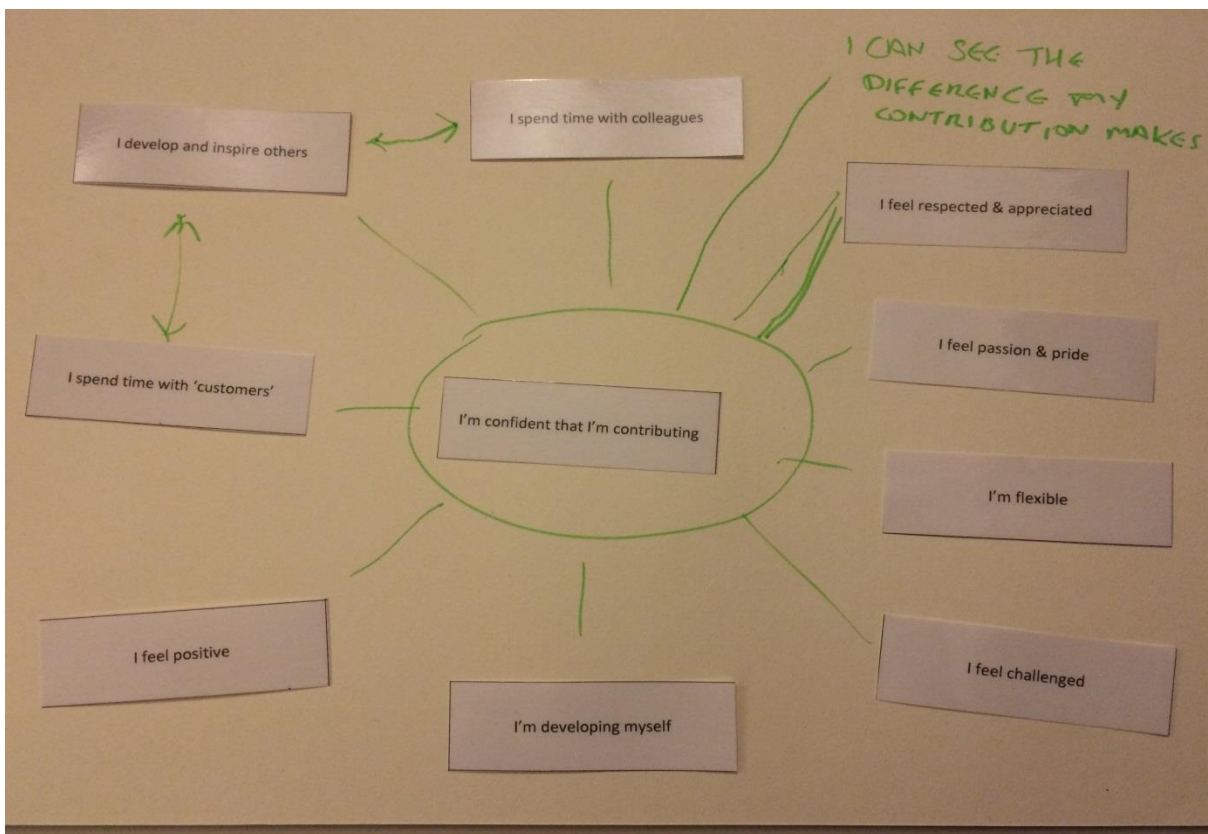 I CAN SEE THE
DIFFERENCE MY
CONTRIBUTION MAKES
I spend time with colleagues
I develop and inspire others
I feel respected & appreciated
I feel passion & pride
I spend time with ‘customers’
I’m confident that I’m contributing
I’m flexible
I feel positive
I feel challenged
I’m developing myself